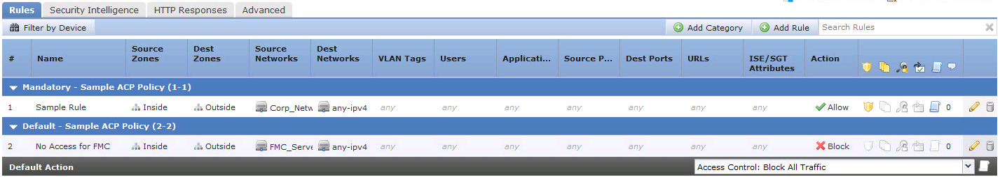 Rules Security Intelligence HTTP Responses Advanced
Filter by Device Add Category Add Rule Search Rules
# Name Source Zones Dest Zones Source Networks Dest Networks VLAN Tags Users Applicati... Source P... Dest Ports URLs ISE/SGT Attributes Action
Mandatory - Sample ACP Policy (1-1)
1 Sample Rule Inside Outside Corp_Netw any-ipv4 any any any any any any any Allow 0
Default - Sample ACP Policy (2-2)
2 No Access for FMC Inside Outside FMC_Serve any-ipv4 any any any any any any any Block 0
Default Action Access Control: Block All Traffic